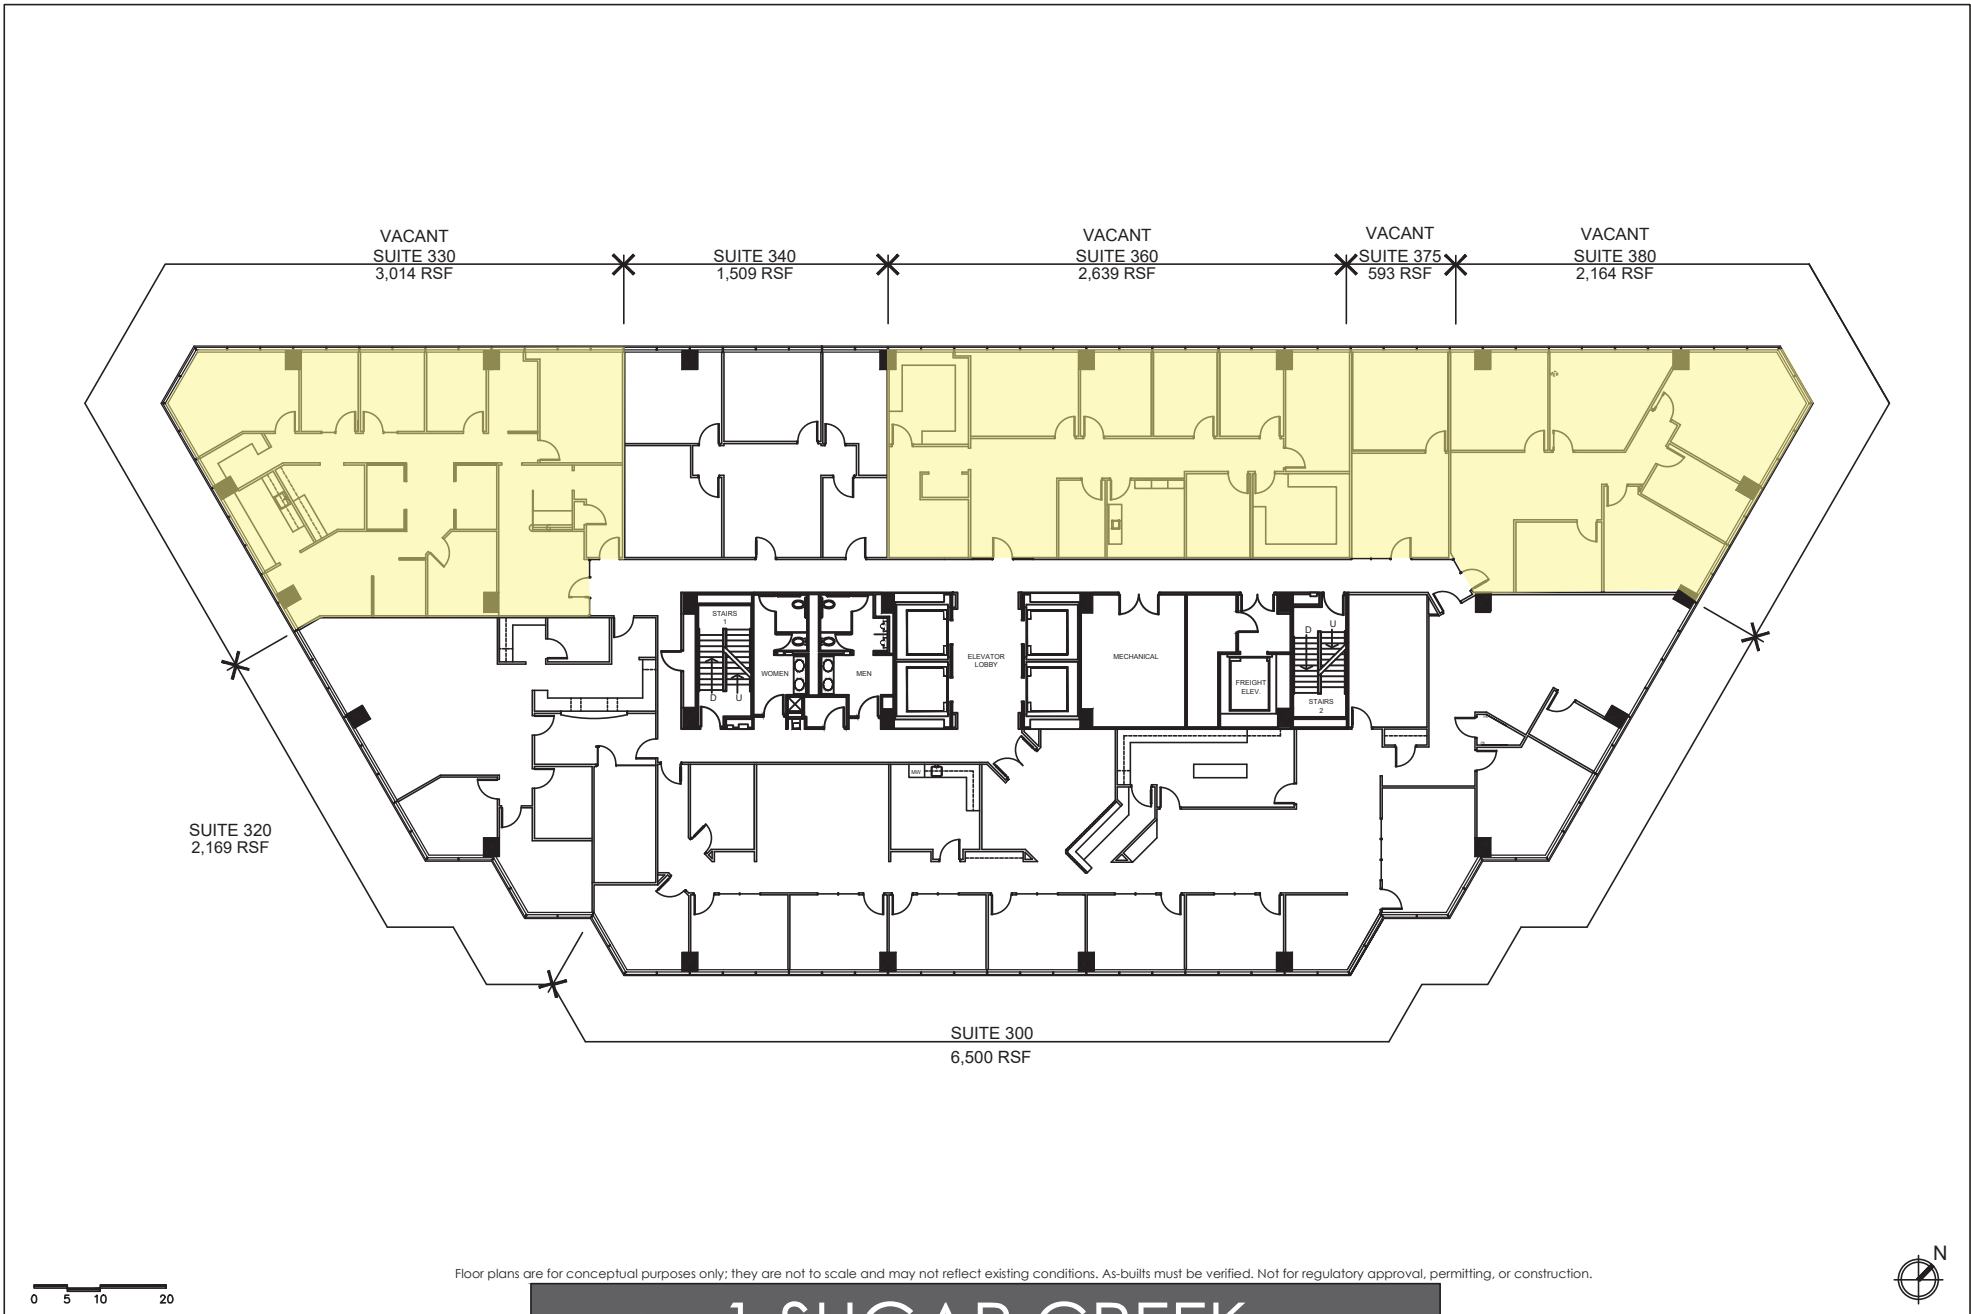 VACANT
SUITE 330
3,014 RSF
SUITE 340
1,509 RSF
VACANT
SUITE 360
2,639 RSF
VACANT
SUITE 375
593 RSF
VACANT
SUITE 380
2,164 RSF
STAIRS
1
D
U
WOMEN
MEN
ELEVATOR
LOBBY
MECHANICAL
FREIGHT
ELEV.
D
U
STAIRS
2
MW
SUITE 320
2,169 RSF
SUITE 300
6,500 RSF
N
0 5 10 20
Floor plans are for conceptual purposes only; they are not to scale and may not reflect existing conditions. As-builts must be verified. Not for regulatory approval, permitting, or construction.
1 SUGAR CREEK